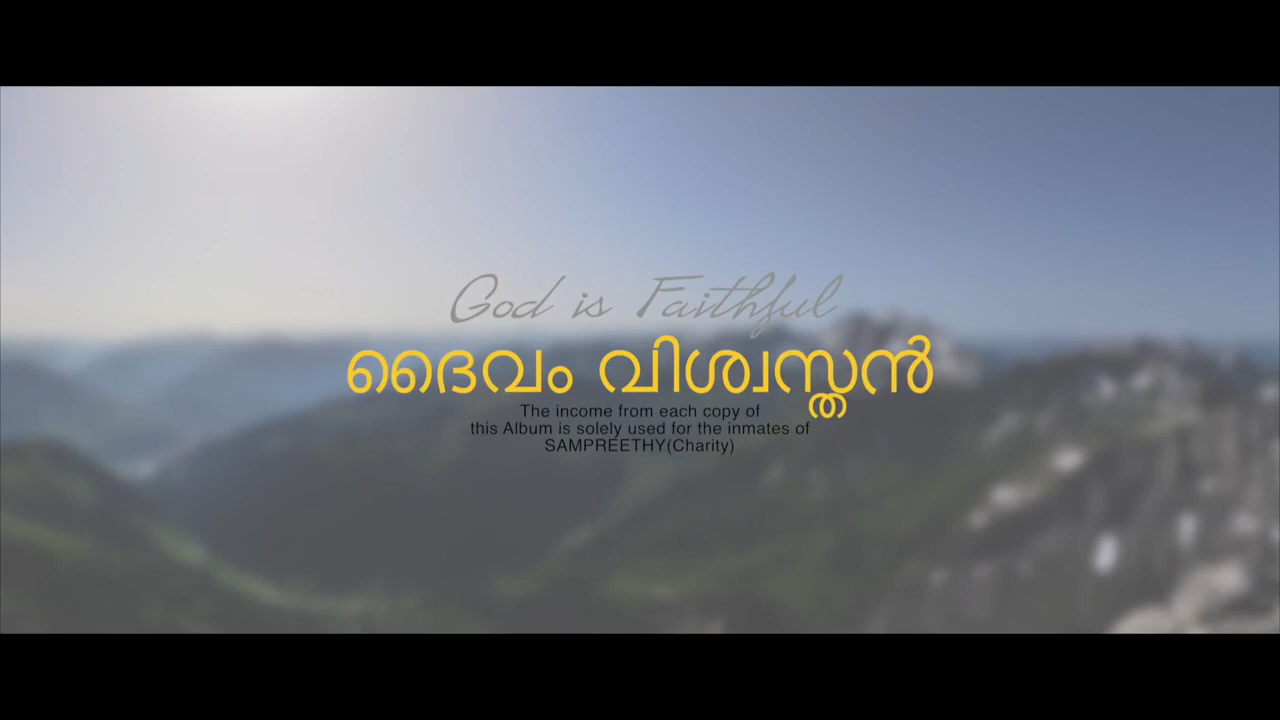 God is Faithful
ദൈവം വിശ്വസ്തൻ
The income from each copy of
this Album is solely used for the inmates of
SAMPREETHY(Charity)